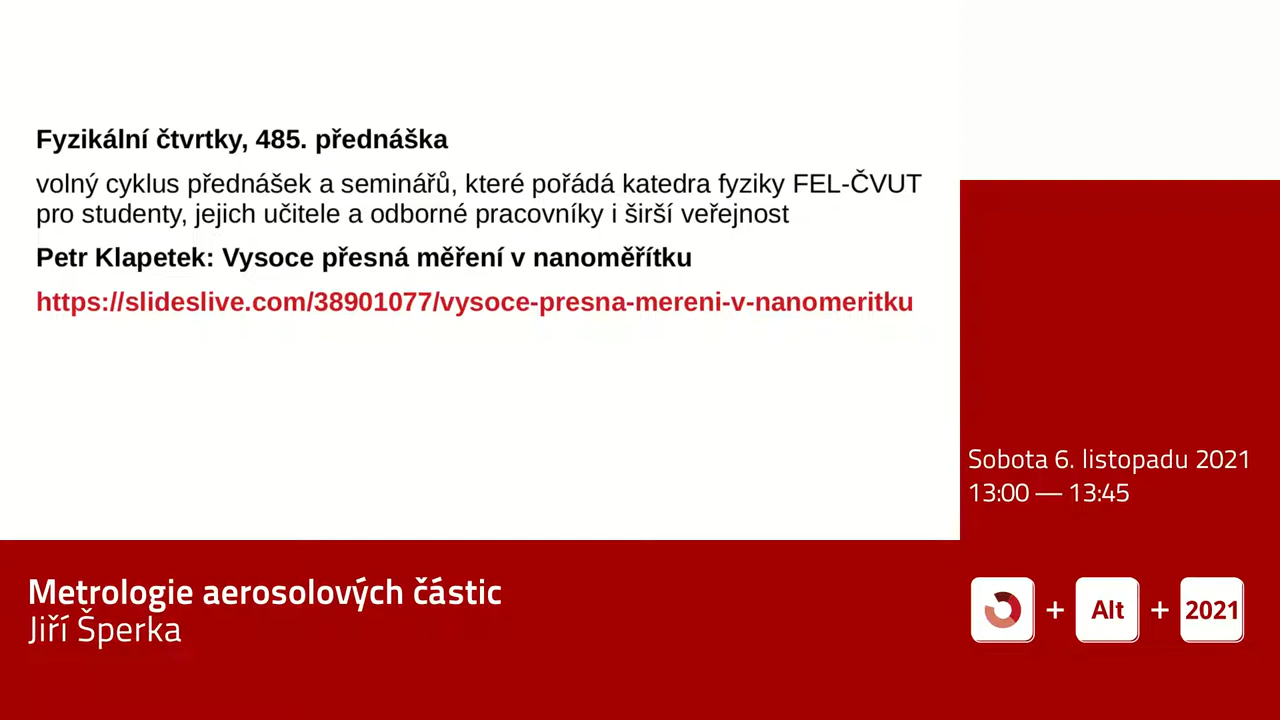 Fyzikální čtvrtky, 485. přednáška
volný cyklus přednášek a seminářů, které pořádá katedra fyziky FEL-ČVUT
pro studenty, jejich učitele a odborné pracovníky i širší veřejnost
Petr Klapetek: Vysoce přesná měření v nanoměřítku
https://slideslive.com/38901077/vysoce-presna-mereni-v-nanomeritku
Sobota 6. listopadu 2021
13:00 — 13:45
Metrologie aerosolových částic
Jiří Šperka
+ Alt + 2021